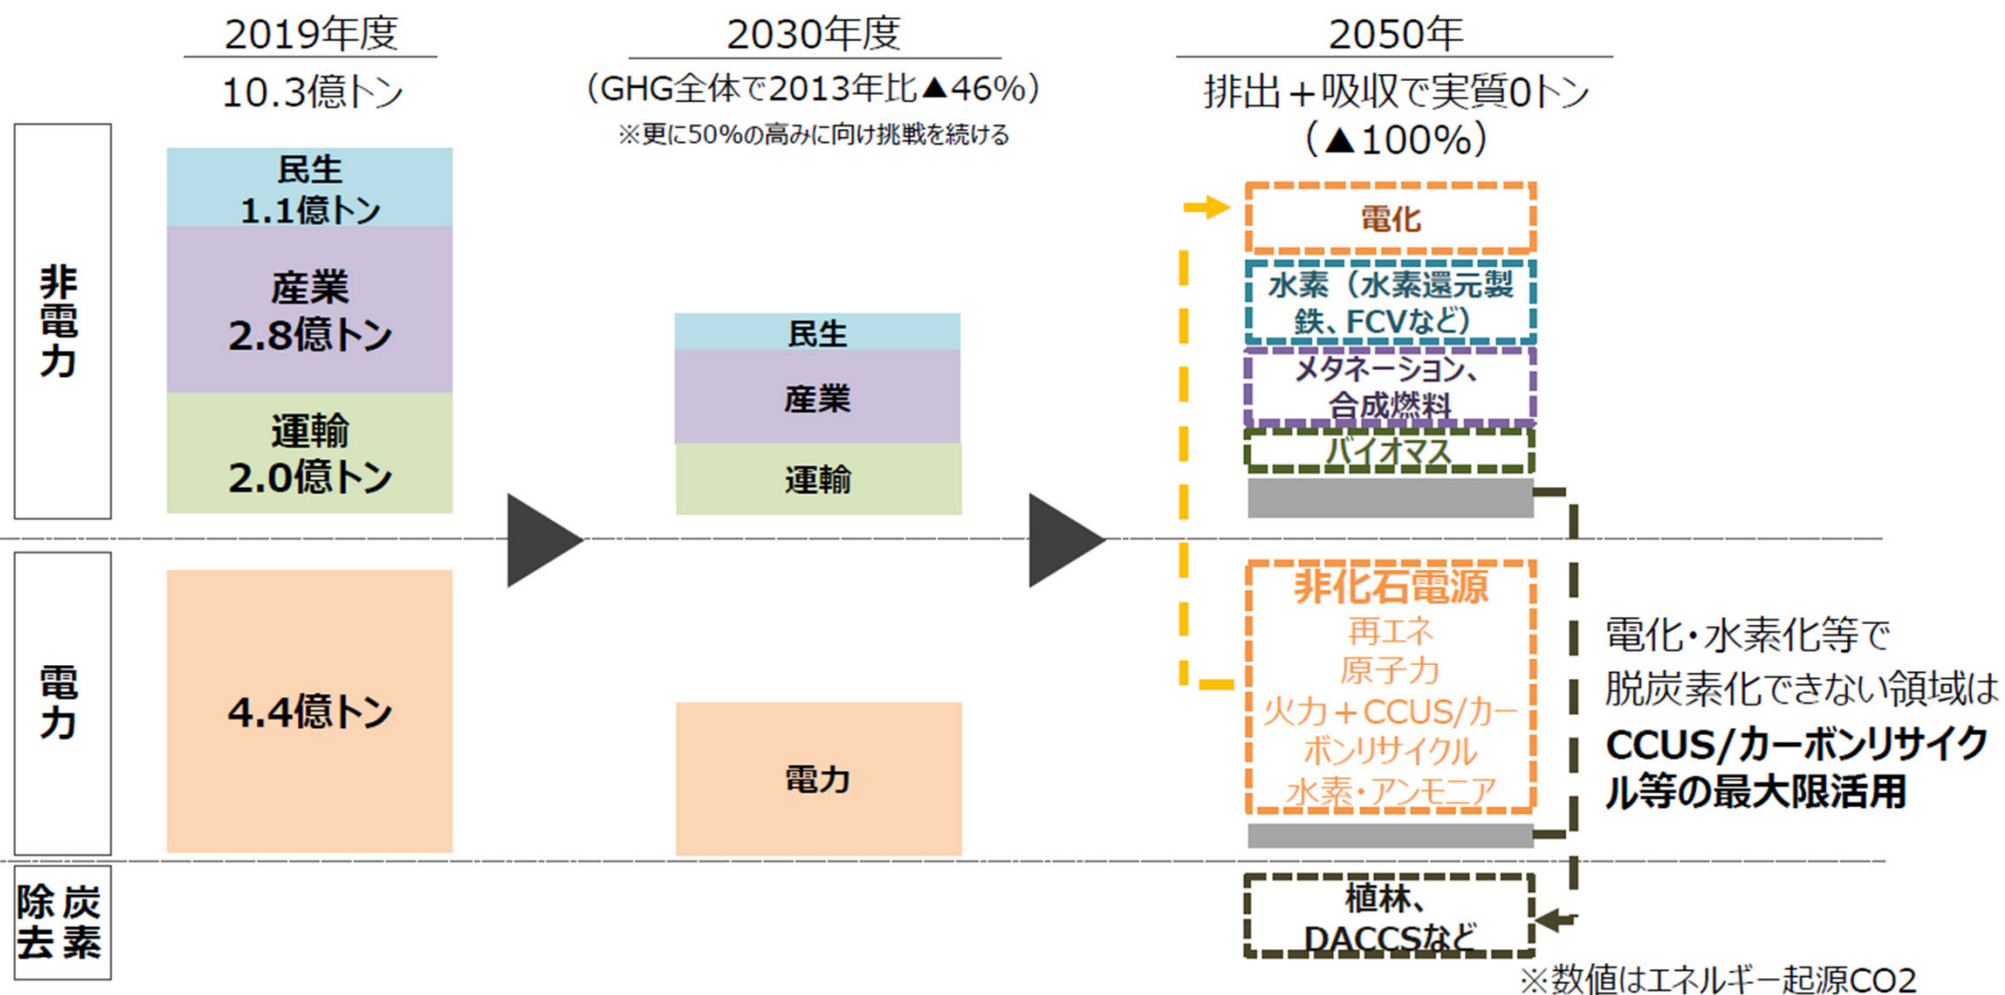 2019年度
10.3億トン
2030年度
（GHG全体で2013年比▲46%）
※更に50%の高みに向け挑戦を続ける
2050年
排出＋吸収で実質0トン
（▲100%）
非電力
民生
1.1億トン
産業
2.8億トン
運輸
2.0億トン
民生
産業
運輸
電化
水素（水素還元製
鉄、FCVなど）
メタネーション、
合成燃料
バイオマス
電力
4.4億トン
電力
非化石電源
再エネ
原子力
火力＋CCUS/カー
ボンリサイクル
水素・アンモニア
電化・水素化等で
脱炭素化できない領域は
CCUS/カーボンリサイク
ル等の最大限活用
炭素
除去
植林、
DACCSなど
※数値はエネルギー起源CO2